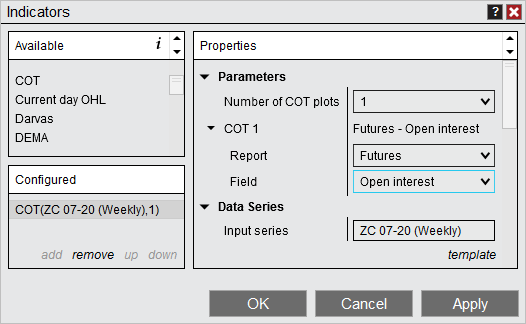 Indicators
?
Available
i
COT
Current day OHL
Darvas
DEMA
Configured
COT(ZC 07-20 (Weekly),1)
add remove up down
Properties
Parameters
Number of COT plots 1
COT 1 Futures - Open interest
Report Futures
Field Open interest
Data Series
Input series ZC 07-20 (Weekly)
template
OK Cancel Apply